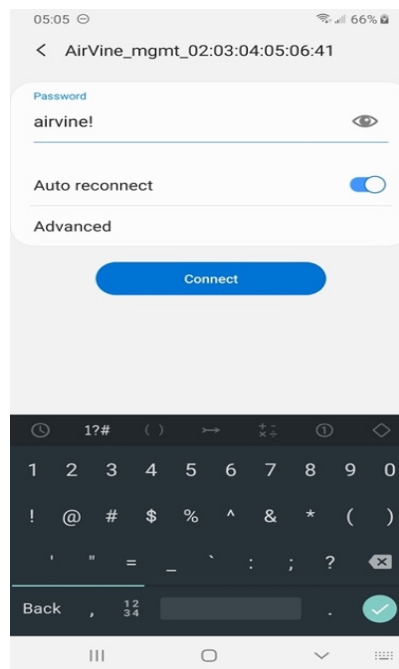 05:05 66%
AirVine_mgmt_02:03:04:05:06:41
Password
airvine!
Auto reconnect
Advanced
Connect
1?# ( ) + - × ÷ 1
1 2 3 4 5 6 7 8 9 0
! @ # $ % ^ & * ( )
' " = _ ` : ; ?
Back , 12 34 .